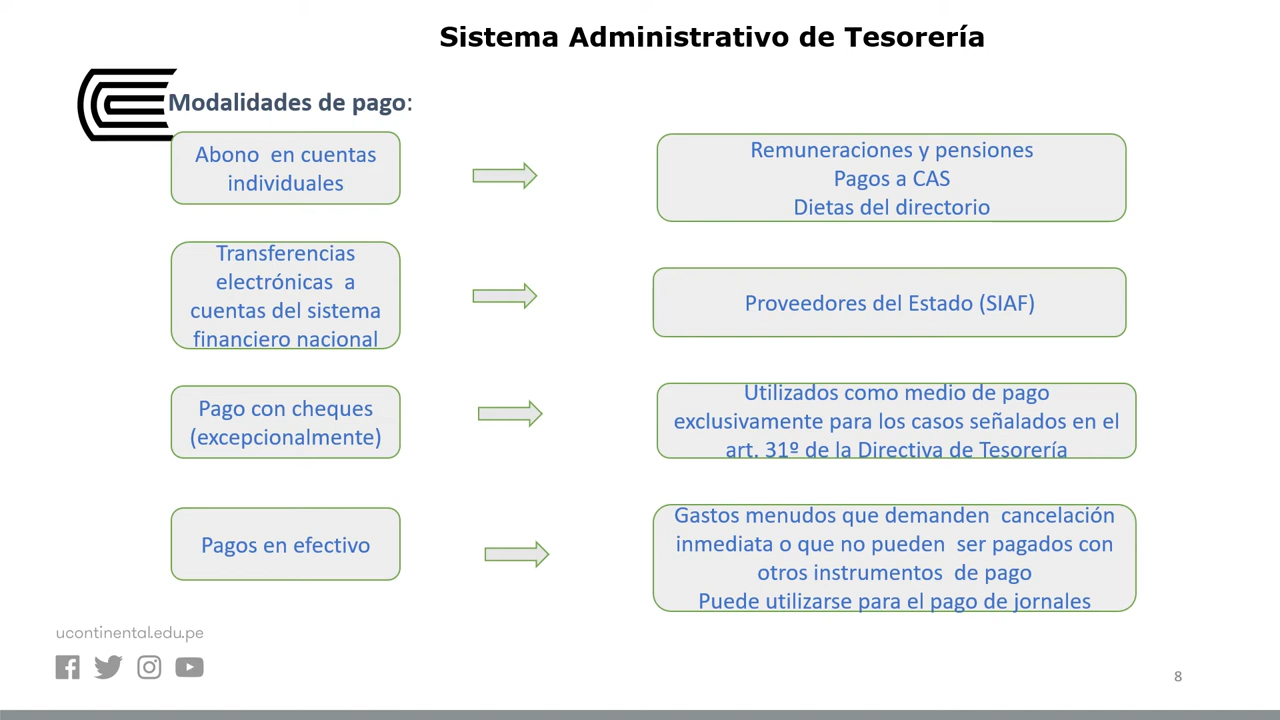 Sistema Administrativo de Tesorería
Modalidades de pago:
Abono en cuentas
individuales
Remuneraciones y pensiones
Pagos a CAS
Dietas del directorio
Transferencias
electrónicas a
cuentas del sistema
financiero nacional
Proveedores del Estado (SIAF)
Pago con cheques
(excepcionalmente)
Utilizados como medio de pago
exclusivamente para los casos señalados en el
art. 31º de la Directiva de Tesorería
Pagos en efectivo
Gastos menudos que demanden cancelación
inmediata o que no pueden ser pagados con
otros instrumentos de pago
Puede utilizarse para el pago de jornales
ucontinental.edu.pe
8